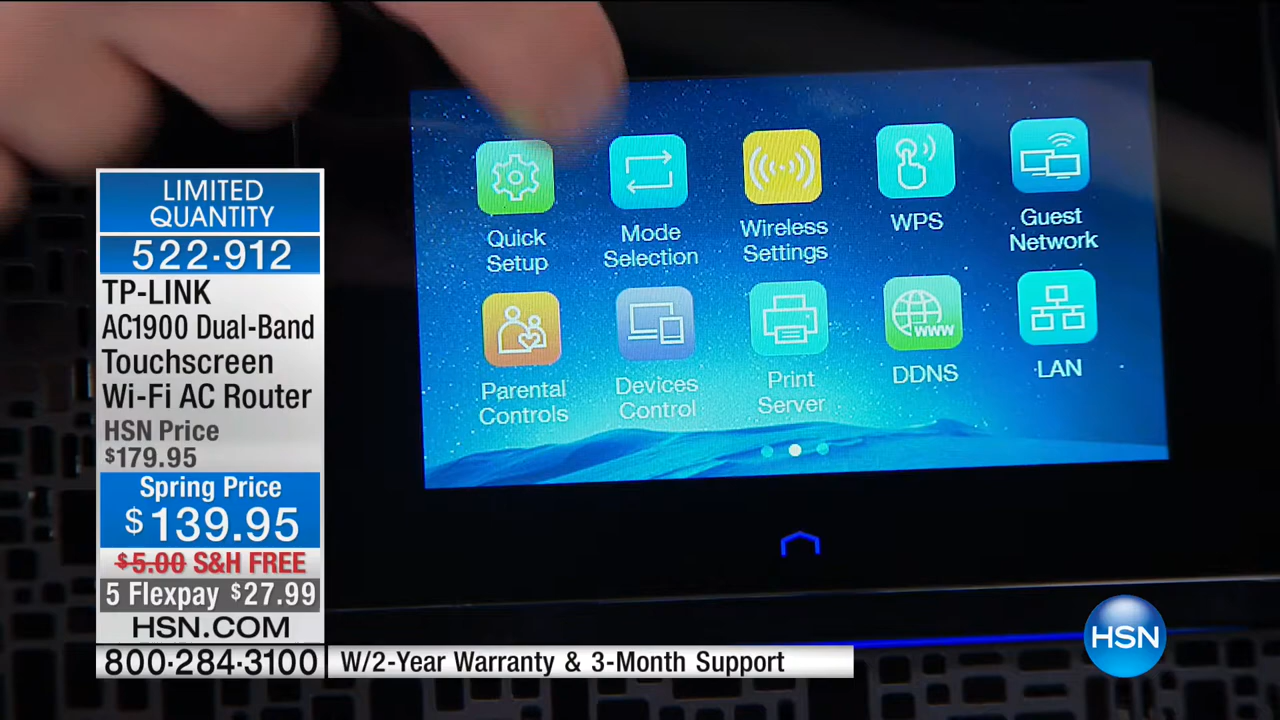 LIMITED
QUANTITY
522·912
TP-LINK
AC1900 Dual-Band
Touchscreen
Wi-Fi AC Router
HSN Price
$179.95
Spring Price
$139.95
$5.00 S&H FREE
5 Flexpay $27.99
HSN.COM
800·284·3100
W/2-Year Warranty & 3-Month Support
Quick
Setup
Mode
Selection
Wireless
Settings
WPS
Guest
Network
Parental
Controls
Devices
Control
Print
Server
WWW
DDNS
LAN
HSN